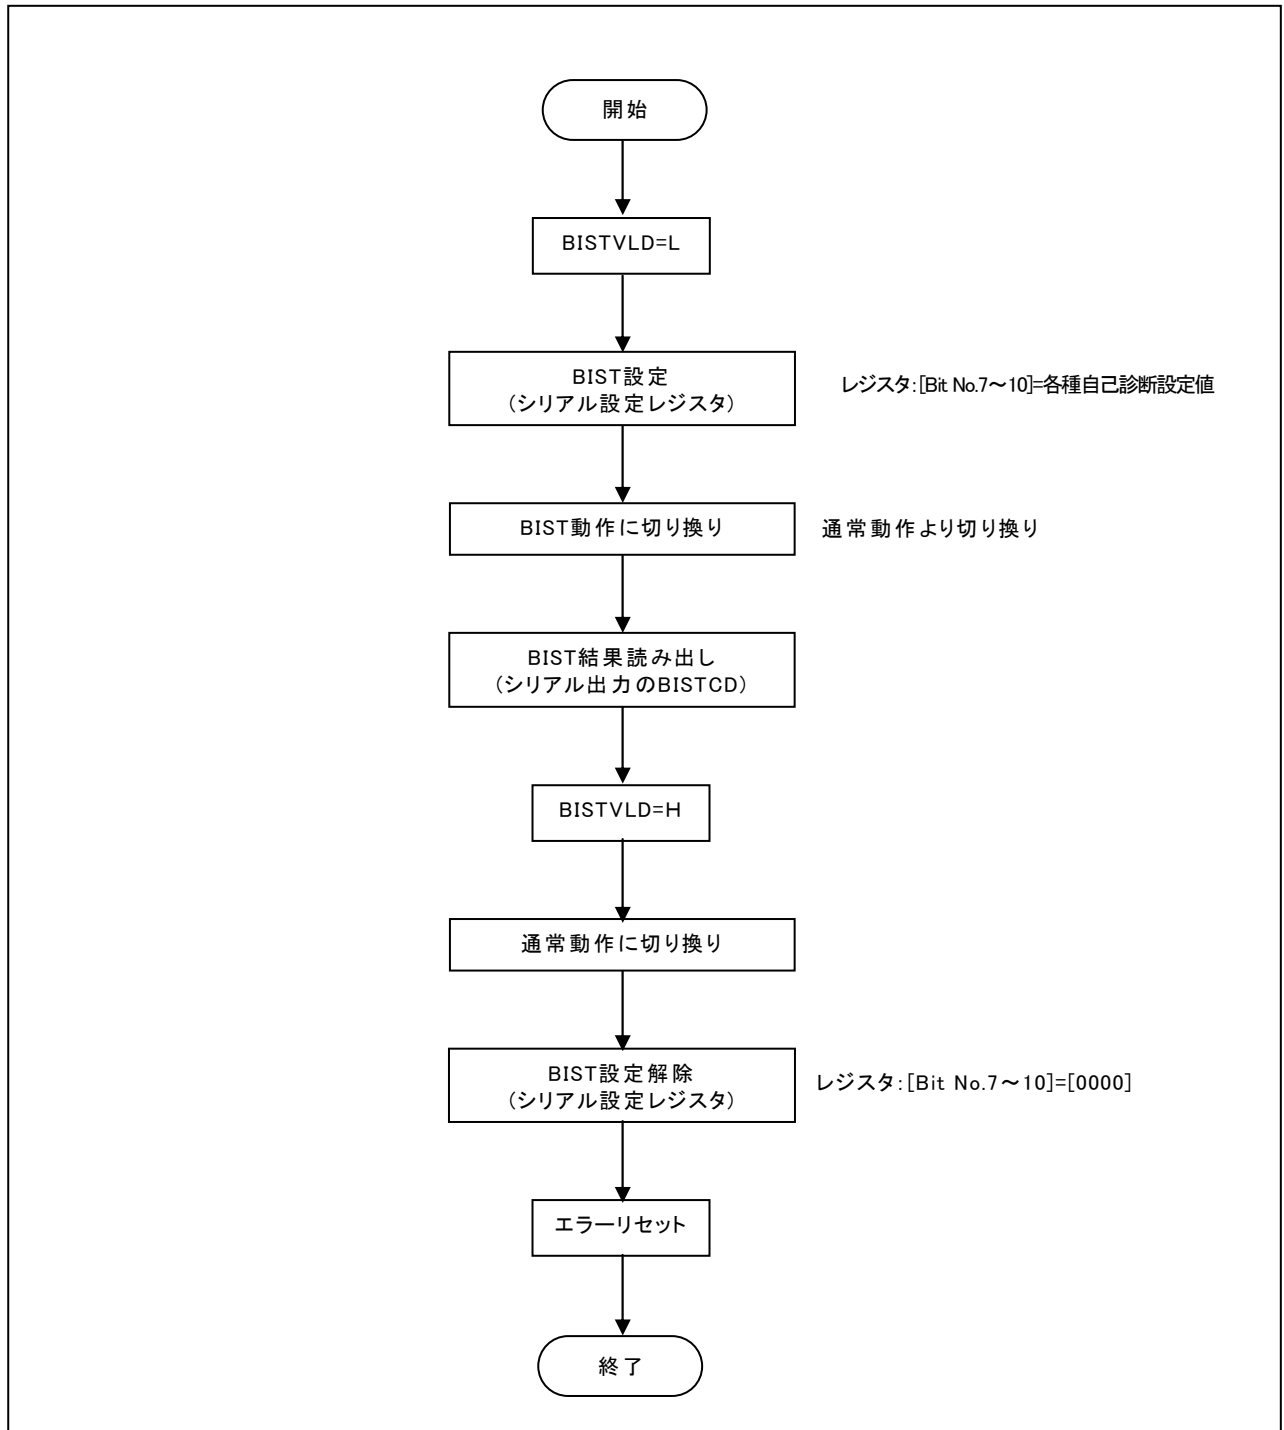 開始
BISTVLD=L
BIST設定
(シリアル設定レジスタ)
レジスタ:[Bit No.7～10]=各種自己診断設定値
BIST動作に切り換り
通常動作より切り換り
BIST結果読み出し
(シリアル出力のBISTCD)
BISTVLD=H
通常動作に切り換り
BIST設定解除
(シリアル設定レジスタ)
レジスタ:[Bit No.7～10]=[0000]
エラーリセット
終了